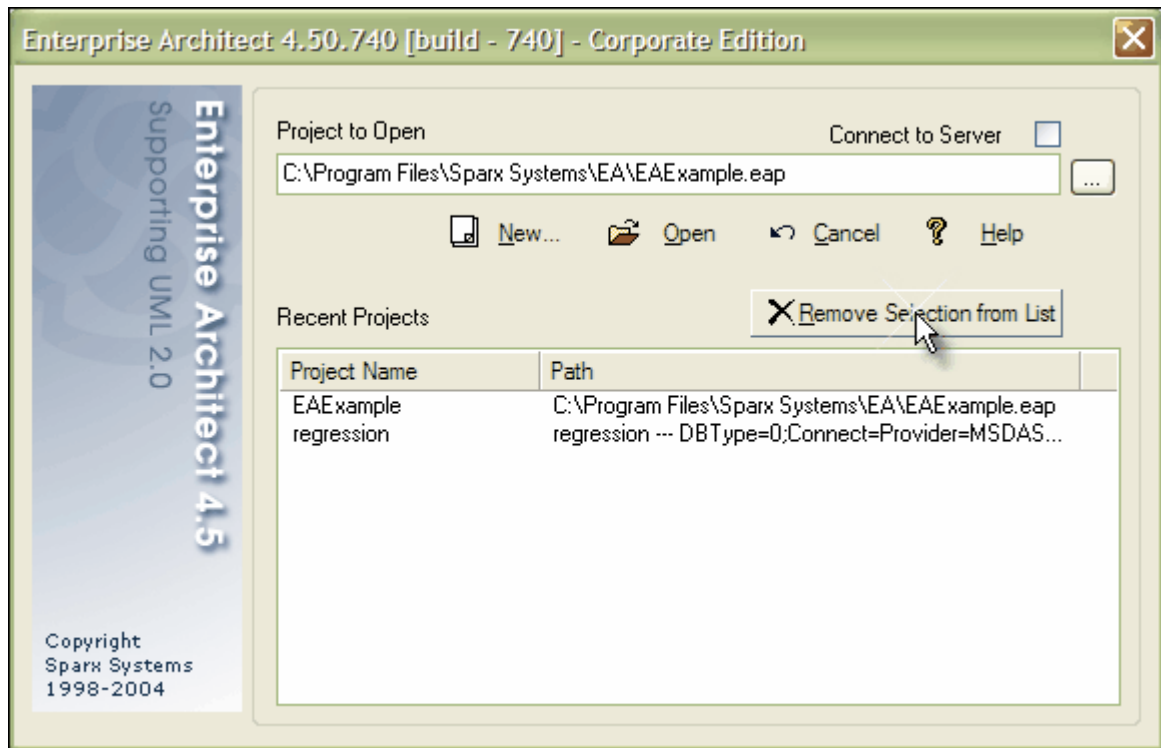 Enterprise Architect 4.50.740 [build - 740] - Corporate Edition
Enterprise Architect 4.5
Supporting UML 2.0
Copyright
Sparx Systems
1998-2004
Project to Open
Connect to Server
C:\Program Files\Sparx Systems\EA\EAExample.eap
...
New... Open Cancel Help
Recent Projects
Remove Selection from List
Project Name Path
EAExample C:\Program Files\Sparx Systems\EA\EAExample.eap
regression regression --- DBType=0;Connect=Provider=MSDAS...